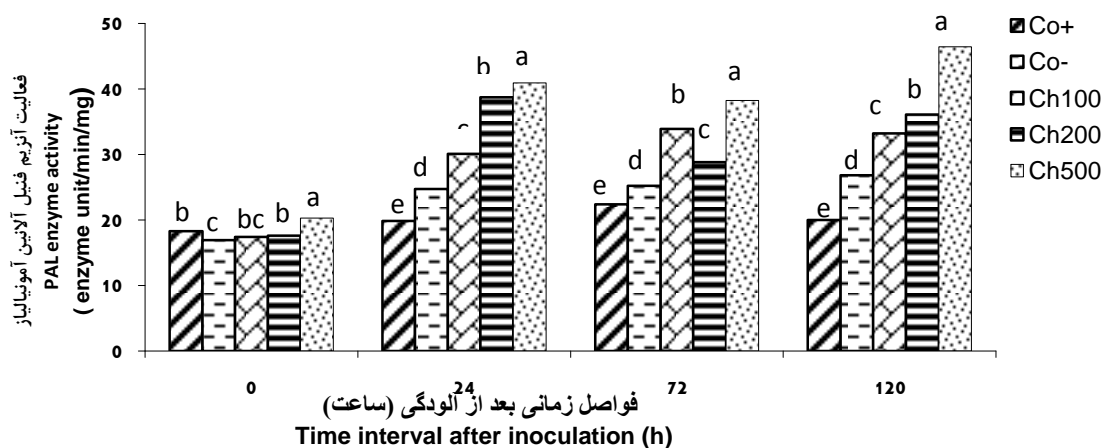 فعالیت آنزیم فنیل آلانین آمونیالیاز
PAL enzyme activity
(enzyme unit/min/mg)
50
40
30
20
10
0
b c bc b a
e d b a
e d b c a
e d c b a
0 24 72 120
فواصل زمانی بعد از آلودگی (ساعت)
Time interval after inoculation (h)
Co+
Co-
Ch100
Ch200
Ch500